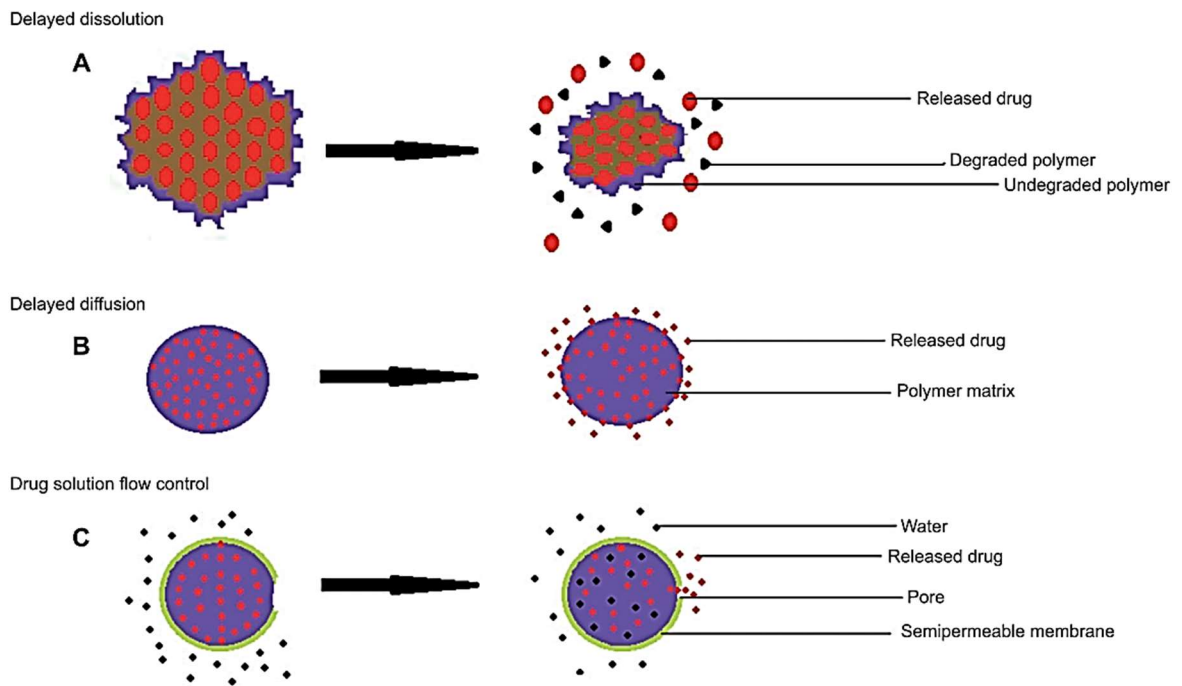 Delayed dissolution
A
Released drug
Degraded polymer
Undegraded polymer
Delayed diffusion
B
Released drug
Polymer matrix
Drug solution flow control
C
Water
Released drug
Pore
Semipermeable membrane